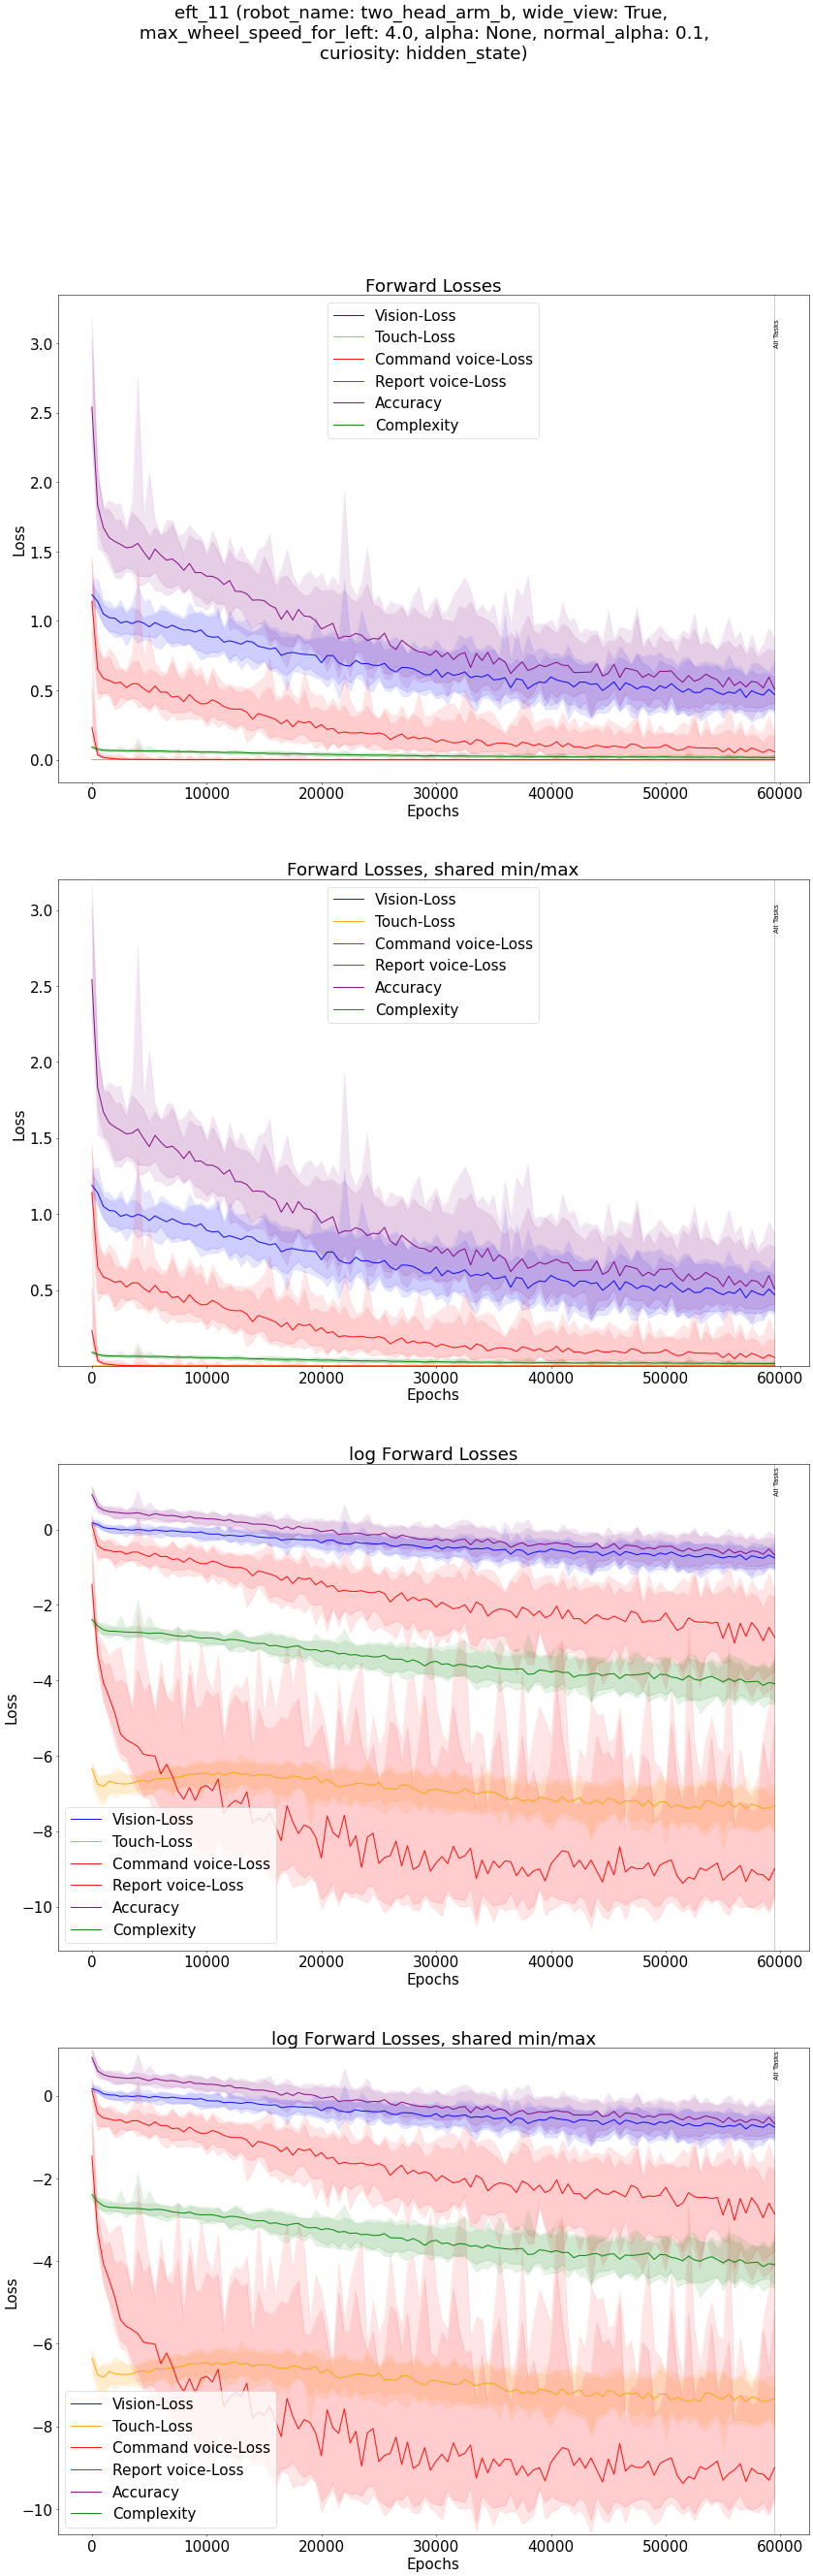 eft_11 (robot_name: two_head_arm_b, wide_view: True,
max_wheel_speed_for_left: 4.0, alpha: None, normal_alpha: 0.1,
curiosity: hidden_state)
Forward Losses
Vision-Loss
Touch-Loss
Command voice-Loss
Report voice-Loss
Accuracy
Complexity
All Tasks
3.0
2.5
2.0
1.5
1.0
0.5
0.0
Loss
0 10000 20000 30000 40000 50000 60000
Epochs
Forward Losses, shared min/max
Vision-Loss
Touch-Loss
Command voice-Loss
Report voice-Loss
Accuracy
Complexity
All Tasks
3.0
2.5
2.0
1.5
1.0
0.5
Loss
0 10000 20000 30000 40000 50000 60000
Epochs
log Forward Losses
All Tasks
0
−2
−4
−6
−8
−10
Loss
Vision-Loss
Touch-Loss
Command voice-Loss
Report voice-Loss
Accuracy
Complexity
0 10000 20000 30000 40000 50000 60000
Epochs
log Forward Losses, shared min/max
All Tasks
0
−2
−4
−6
−8
−10
Loss
Vision-Loss
Touch-Loss
Command voice-Loss
Report voice-Loss
Accuracy
Complexity
0 10000 20000 30000 40000 50000 60000
Epochs